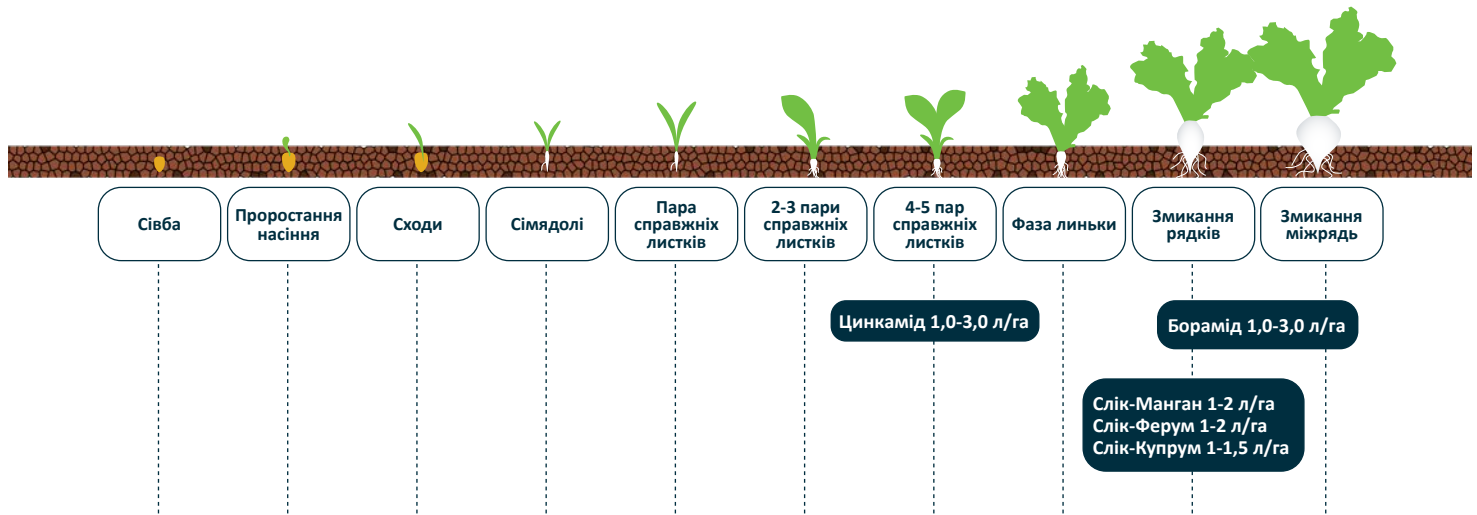 Сівба
Проростання
насіння
Сходи
Сімядолі
Пара
справжніх
листків
2-3 пари
справжніх
листків
4-5 пар
справжніх
листків
Фаза линьки
Змикання
рядків
Змикання
міжрядь
Цинкамід 1,0-3,0 л/га
Борамід 1,0-3,0 л/га
Слік-Манган 1-2 л/га
Слік-Ферум 1-2 л/га
Слік-Купрум 1-1,5 л/га